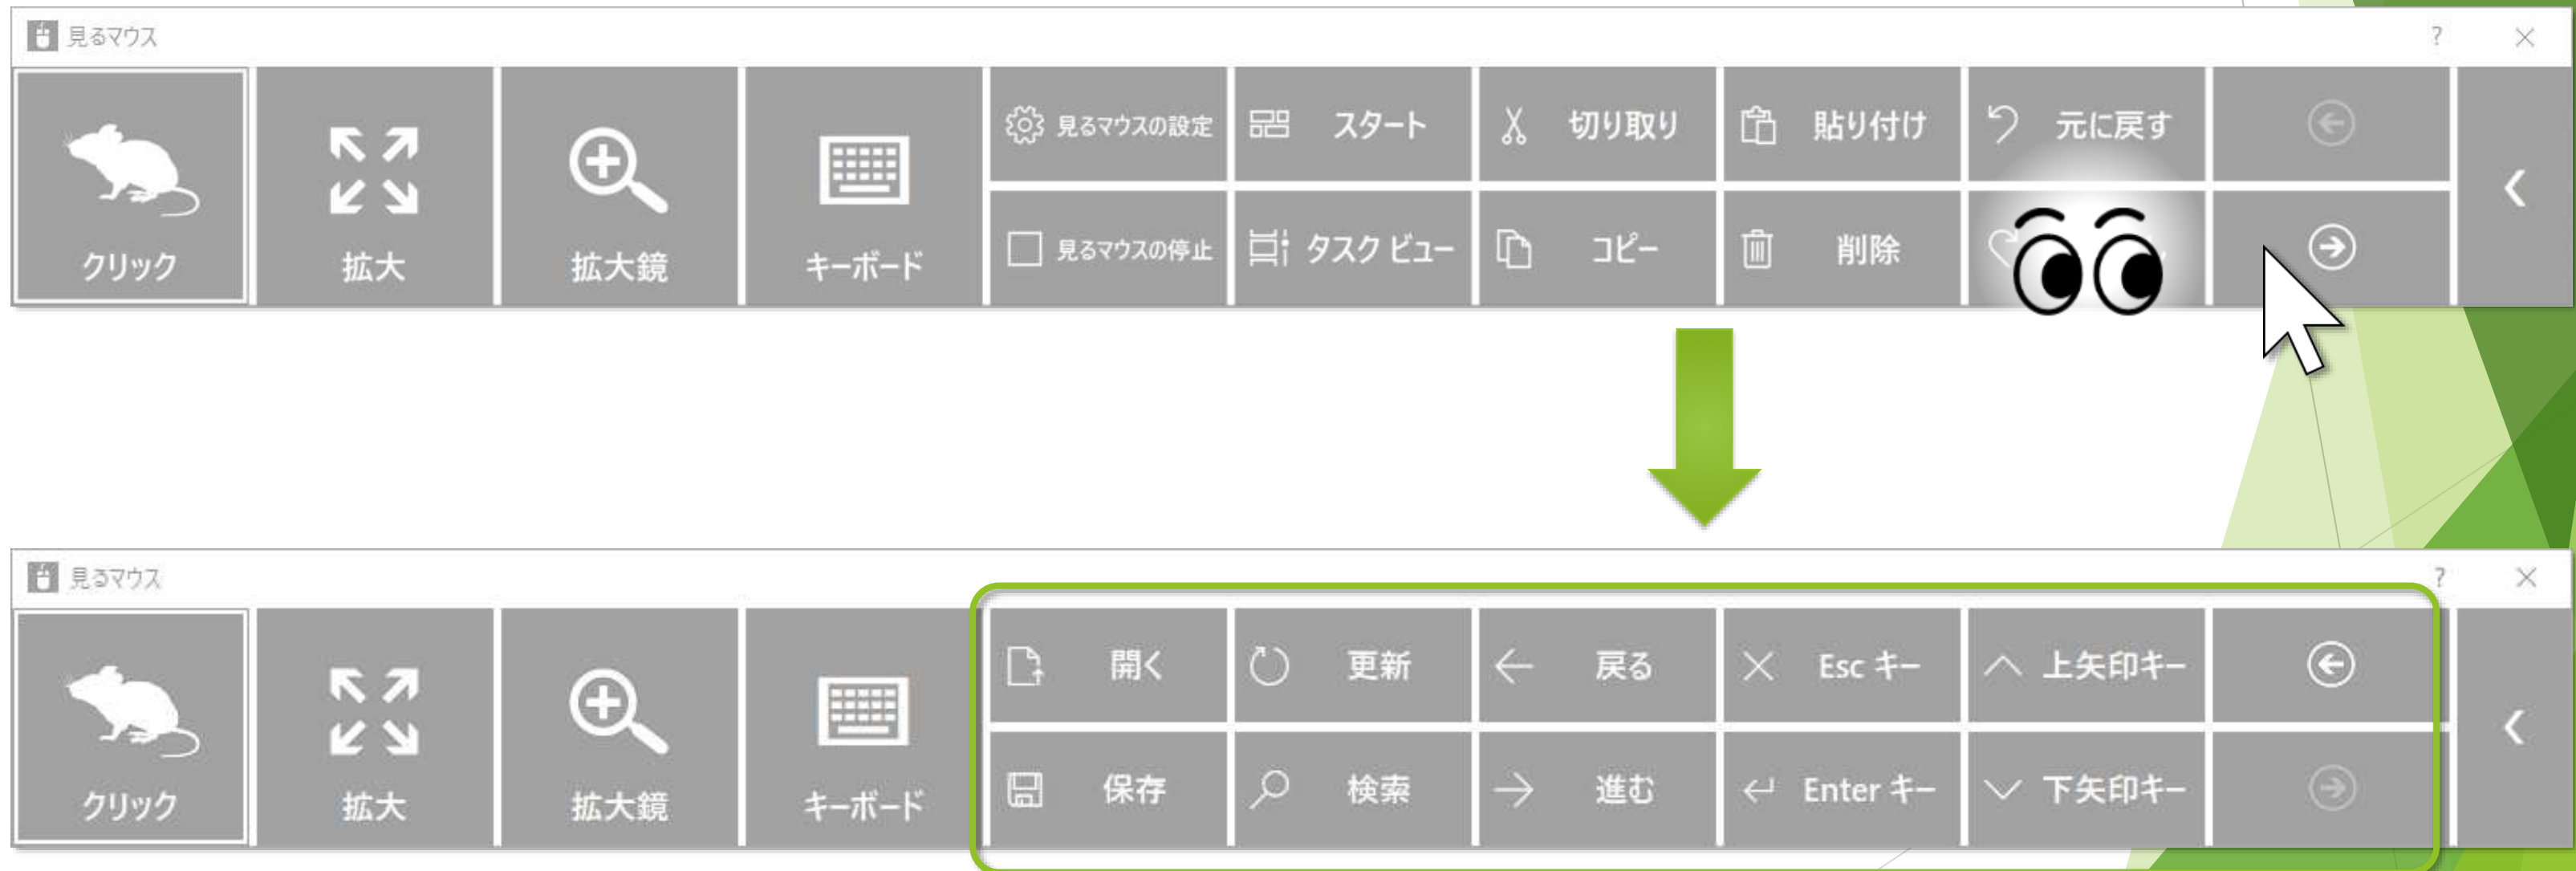 見るマウス ? ×
見るマウスの設定 スタート 切り取り 貼り付け 元に戻す
見るマウスの停止 タスク ビュー コピー 削除
クリック 拡大 拡大鏡 キーボード
見るマウス ? ×
開く 更新 戻る Esc キー 上矢印キー
保存 検索 進む Enter キー 下矢印キー
クリック 拡大 拡大鏡 キーボード